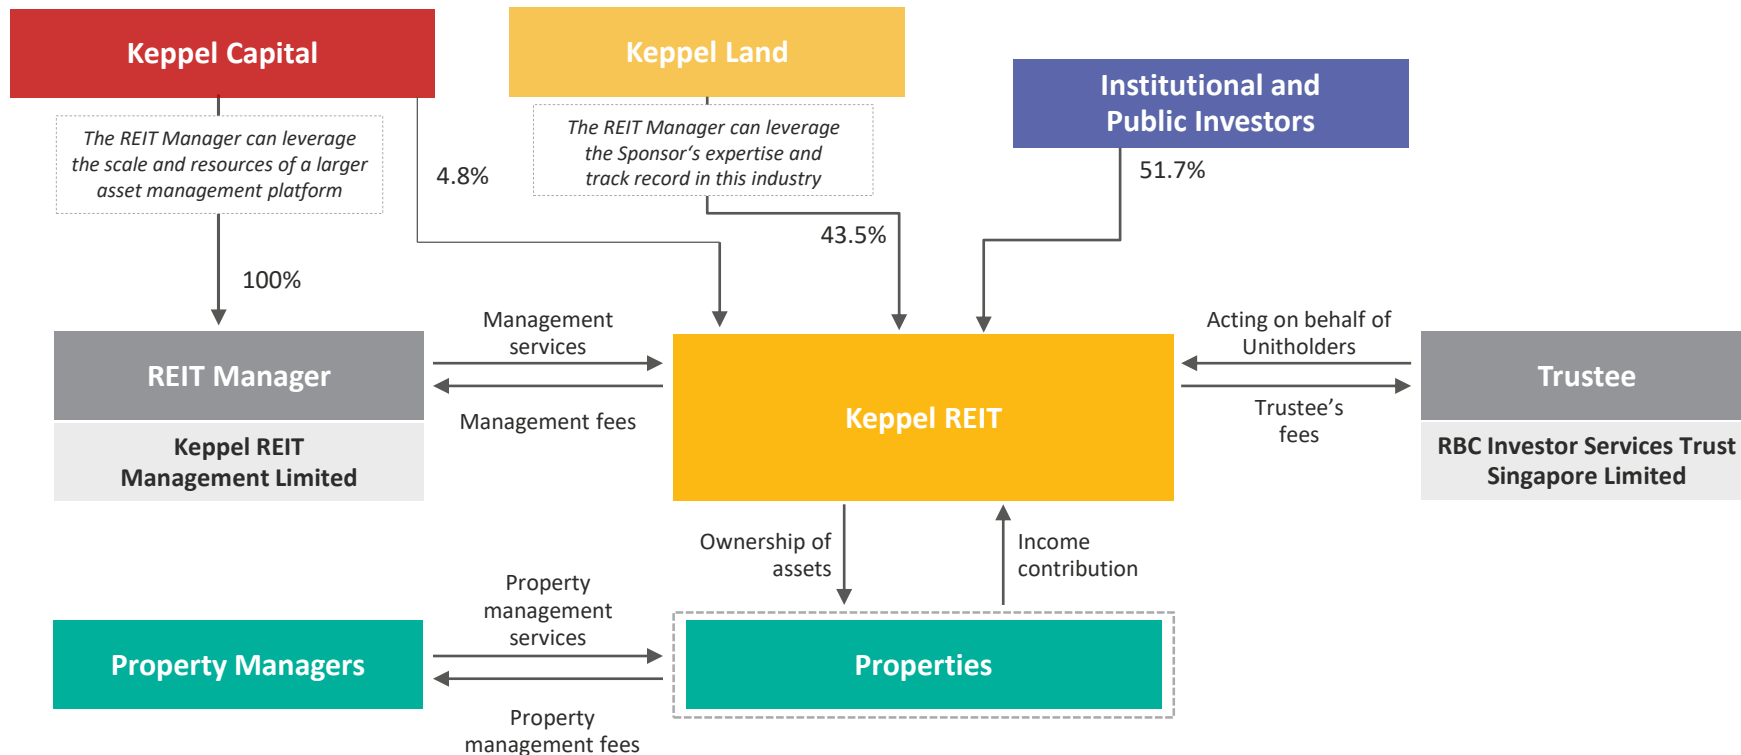 Keppel Capital
Keppel Land
Institutional and
Public Investors
The REIT Manager can leverage
the scale and resources of a larger
asset management platform
4.8%
The REIT Manager can leverage
the Sponsor‘s expertise and
track record in this industry
51.7%
43.5%
100%
Management
services
Acting on behalf of
Unitholders
REIT Manager
Keppel REIT
Trustee
Management fees
Trustee’s
fees
Keppel REIT
Management Limited
RBC Investor Services Trust
Singapore Limited
Ownership of
assets
Income
contribution
Property
management
services
Property Managers
Properties
Property
management fees